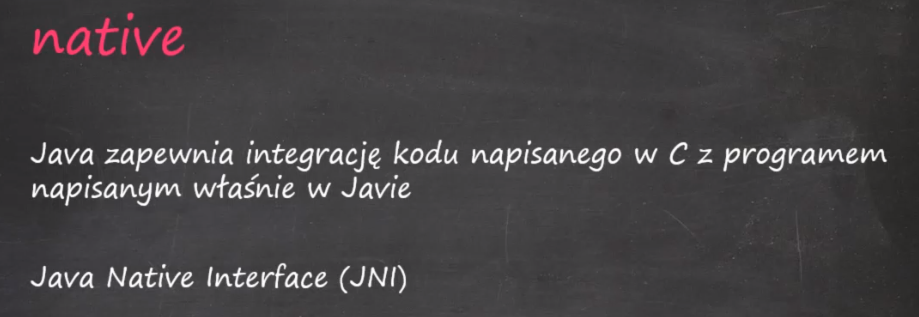 native
Java zapewnia integrację kodu napisanego w C z programem
napisanym właśnie w Javie
Java Native Interface (JNI)